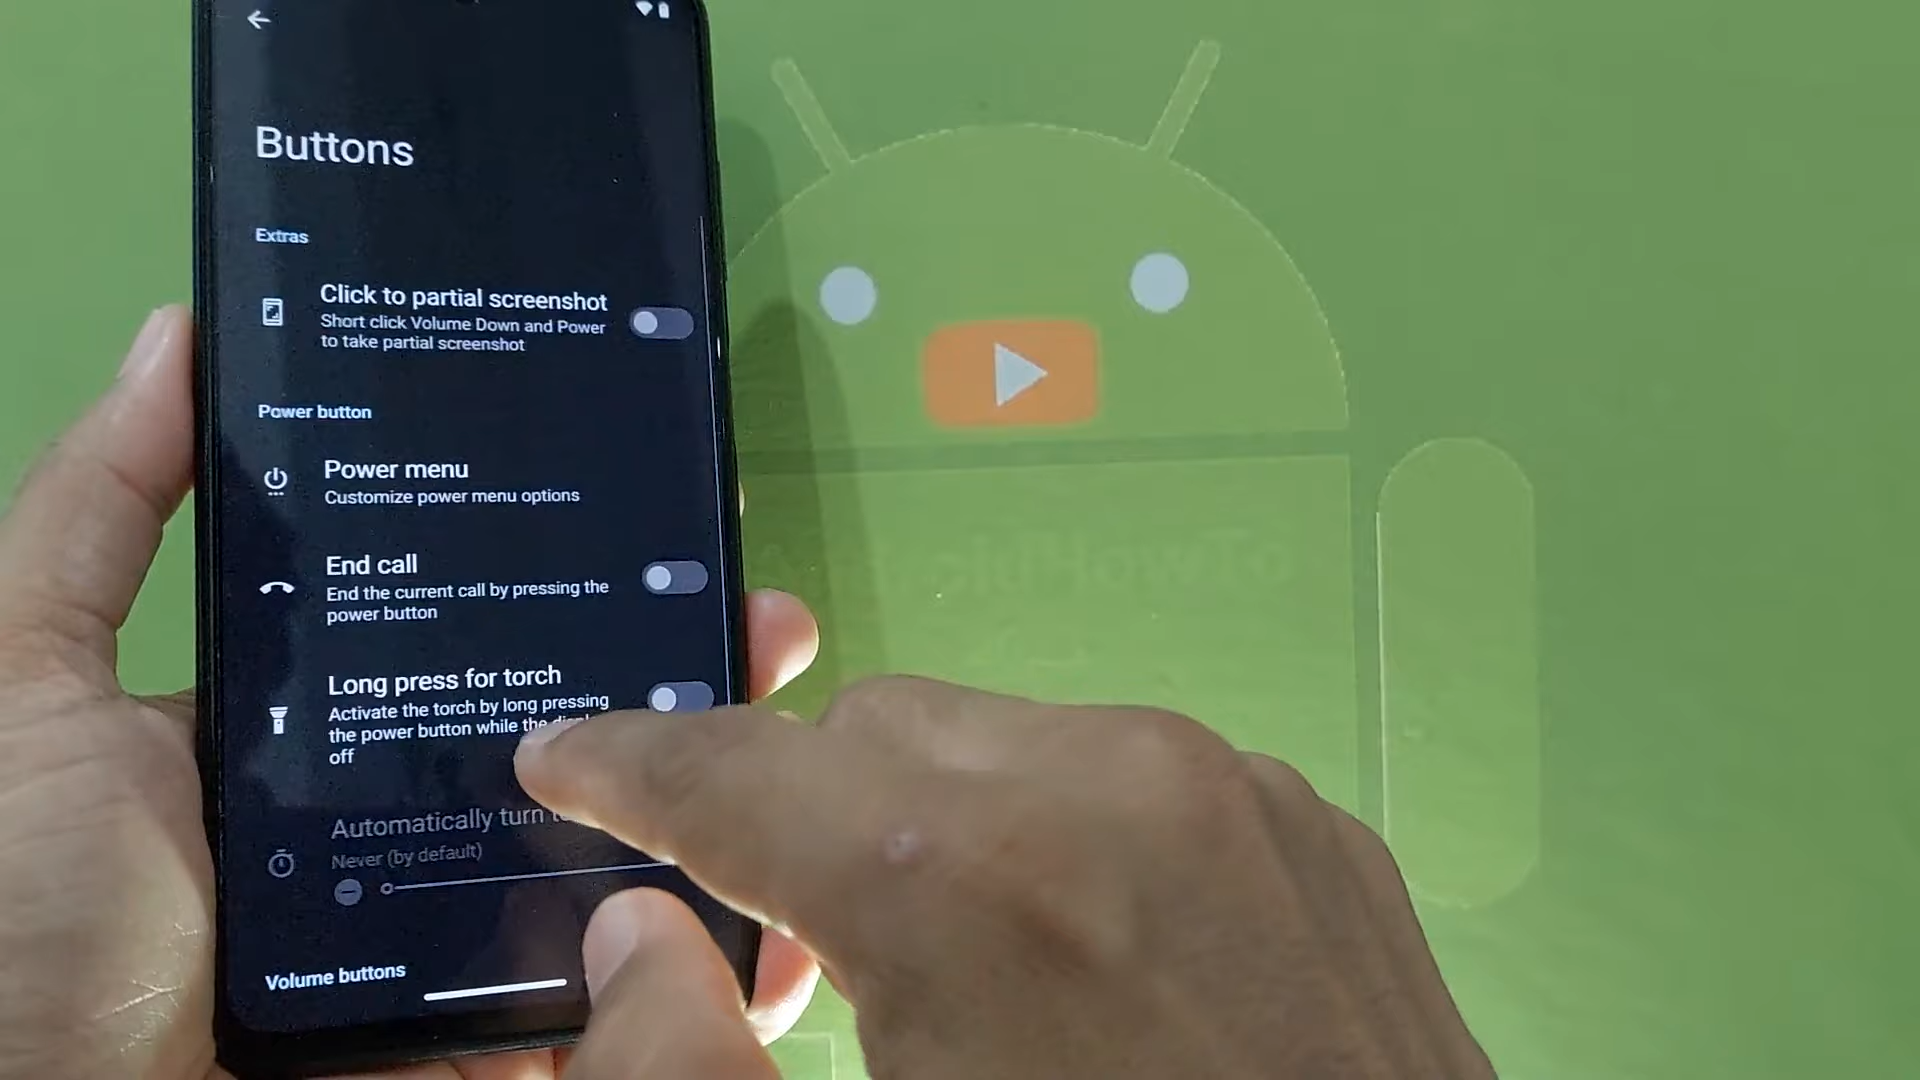 Buttons
Extras
Click to partial screenshot
Short click Volume Down and Power
to take partial screenshot
Power button
Power menu
Customize power menu options
End call
End the current call by pressing the
power button
Long press for torch
Activate the torch by long pressing
the power button while the
off
Automatically turn
Never (by default)
Volume buttons